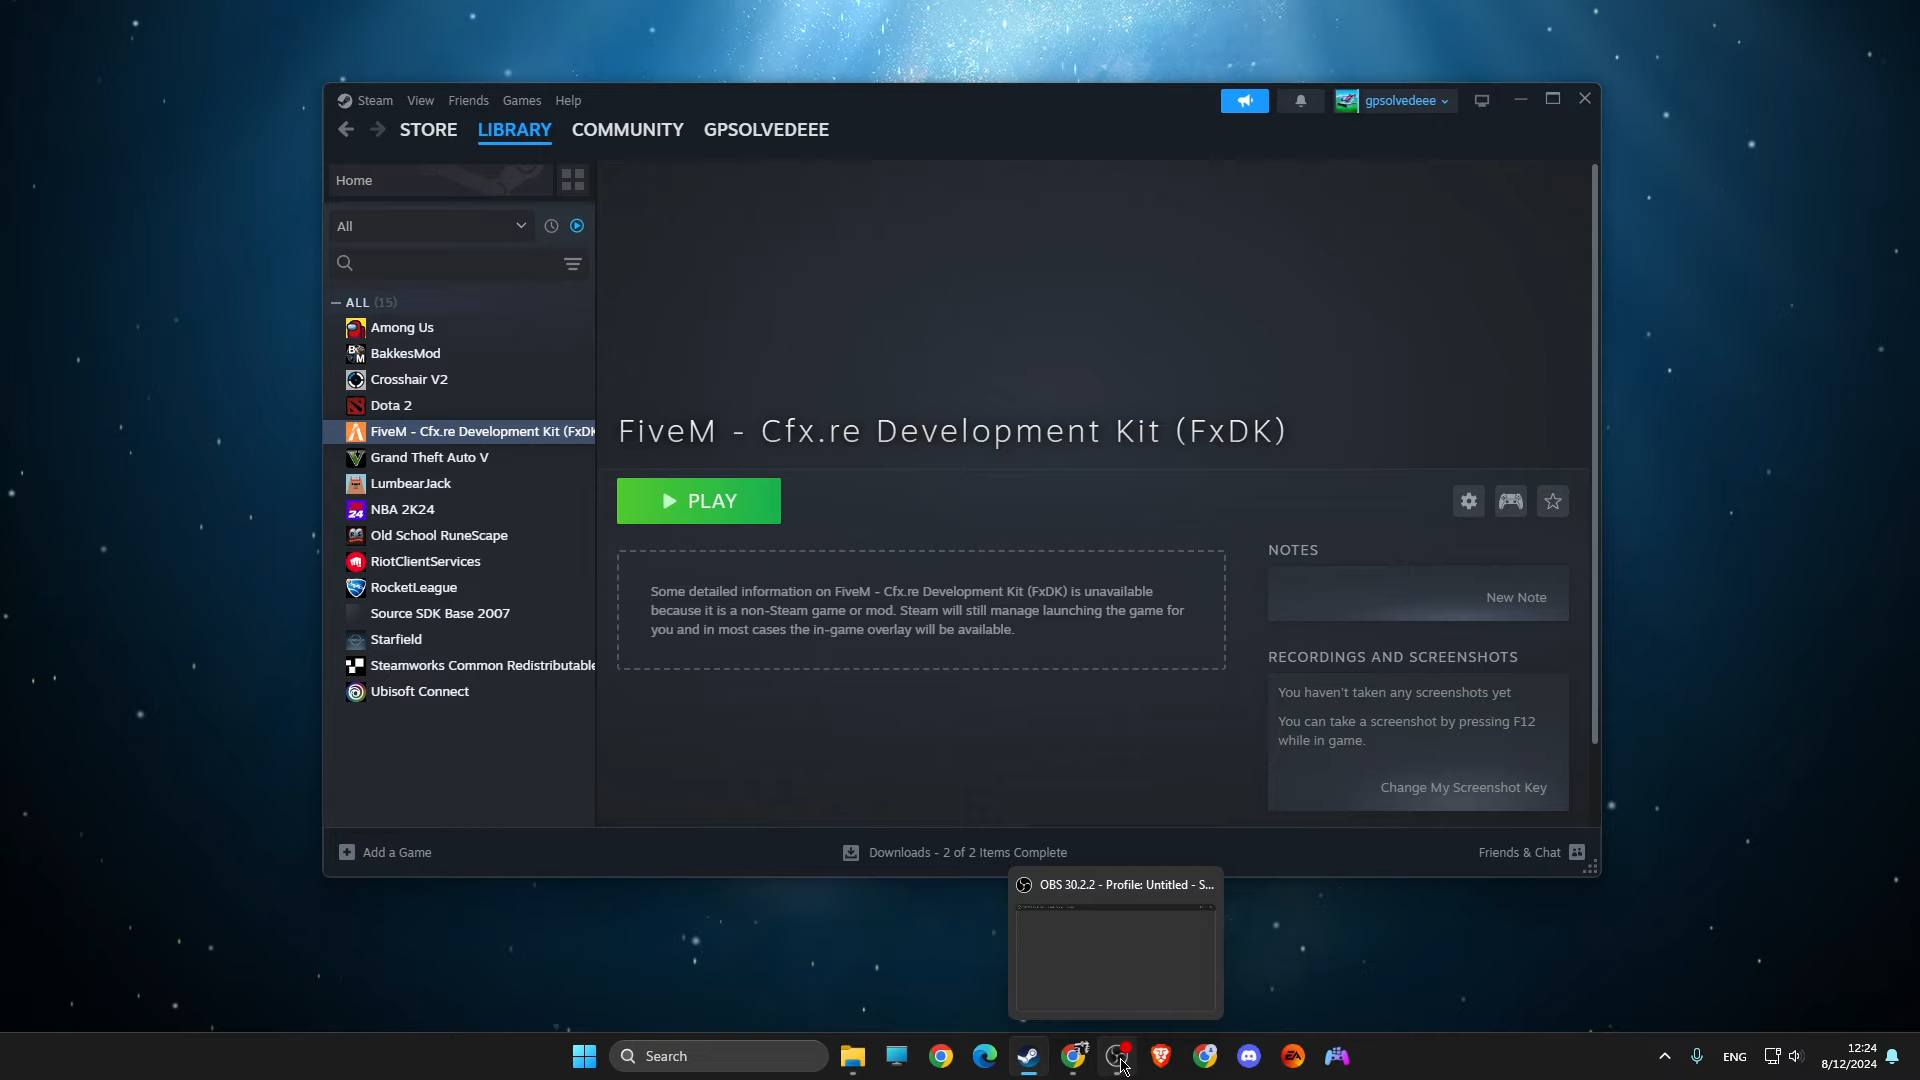 Steam View Friends Games Help
gpsolvedeee
STORE LIBRARY COMMUNITY GPSOLVEDEEE
Home
All
ALL (15)
Among Us
BakkesMod
Crosshair V2
Dota 2
FiveM - Cfx.re Development Kit (FxDK
Grand Theft Auto V
LumbearJack
NBA 2K24
Old School RuneScape
RiotClientServices
RocketLeague
Source SDK Base 2007
Starfield
Steamworks Common Redistributable
Ubisoft Connect
FiveM - Cfx.re Development Kit (FxDK)
PLAY
Some detailed information on FiveM - Cfx.re Development Kit (FxDK) is unavailable
because it is a non-Steam game or mod. Steam will still manage launching the game for
you and in most cases the in-game overlay will be available.
NOTES
New Note
RECORDINGS AND SCREENSHOTS
You haven't taken any screenshots yet
You can take a screenshot by pressing F12
while in game.
Change My Screenshot Key
Add a Game
Downloads - 2 of 2 Items Complete
Friends & Chat
OBS 30.2.2 - Profile: Untitled - S...
Search
ENG
12:24
8/12/2024